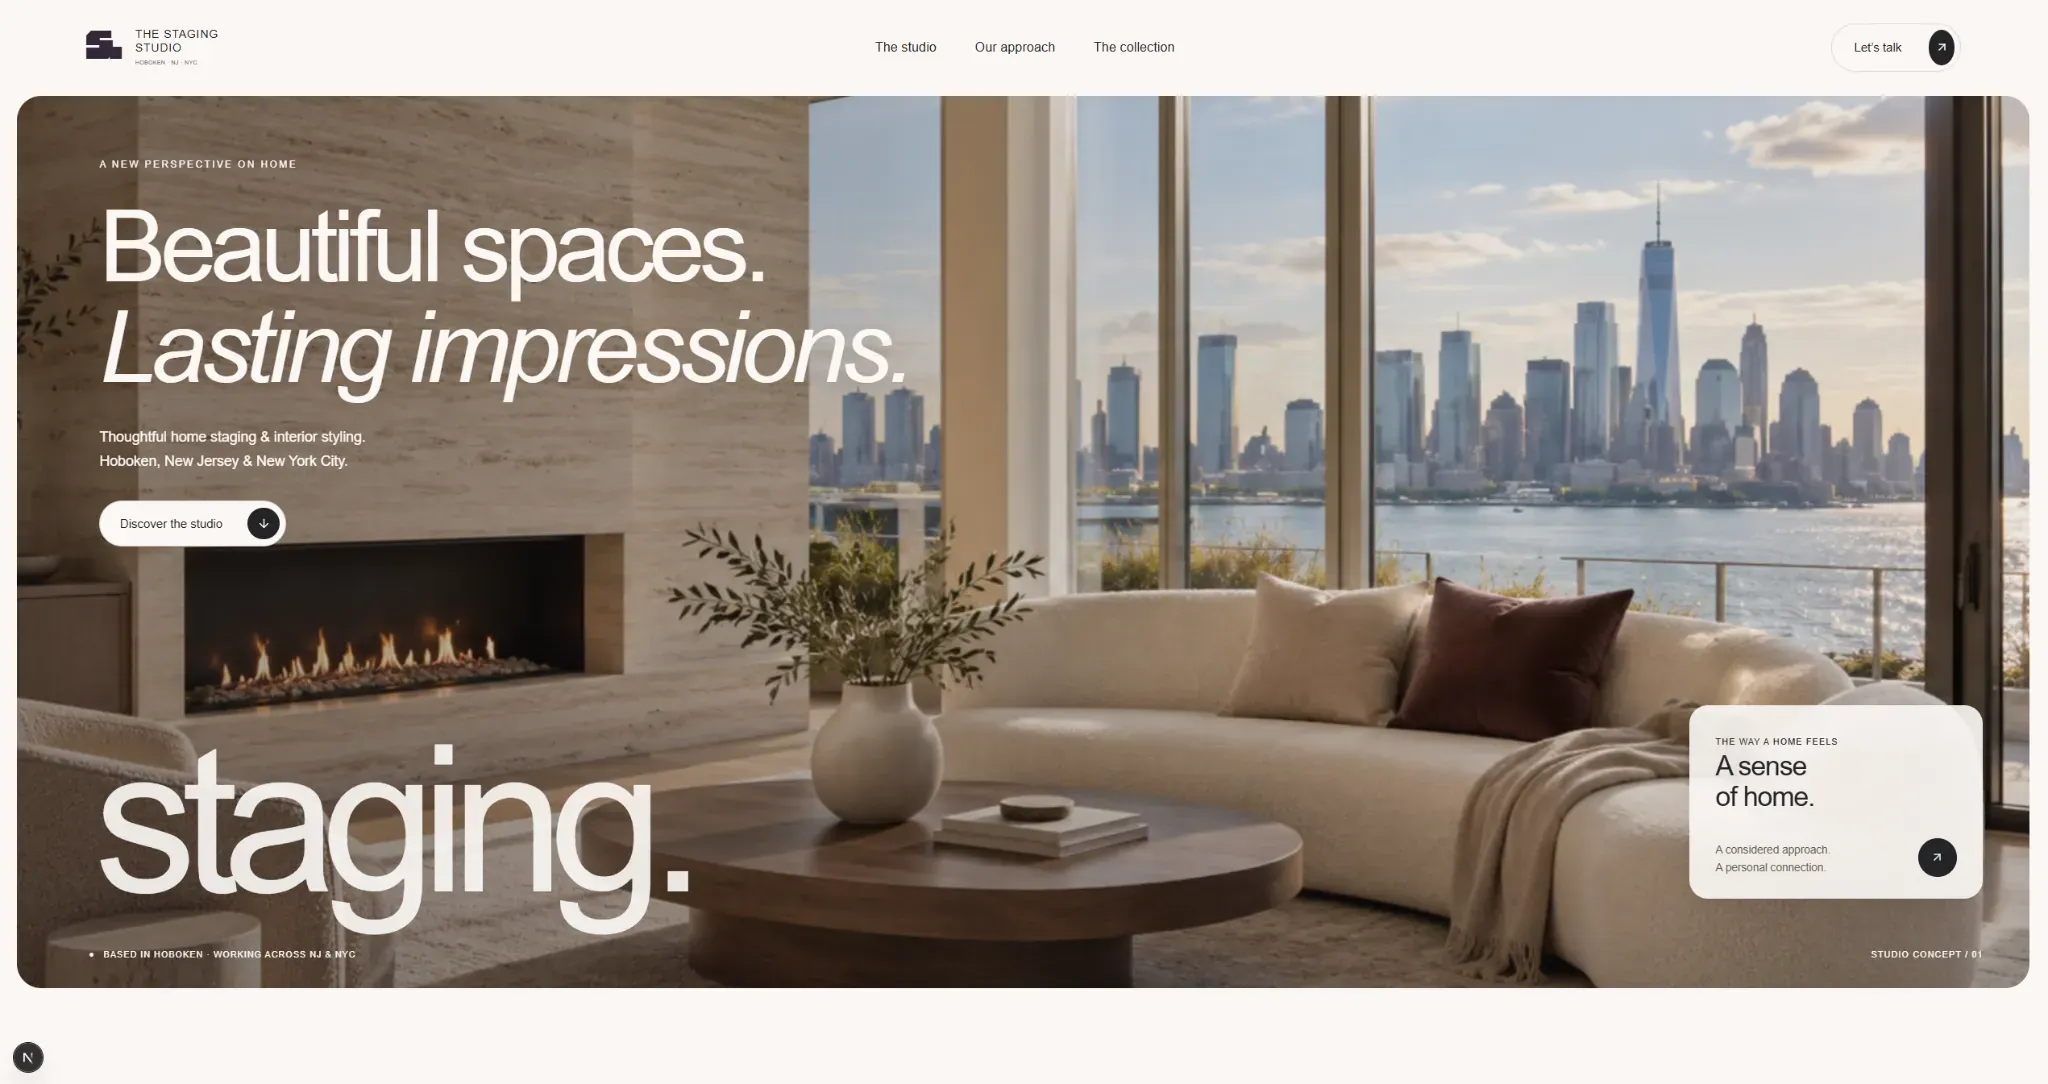 THE STAGING
STUDIO
HOBOKEN · NJ · NYC
The studio
Our approach
The collection
Let's talk
A NEW PERSPECTIVE ON HOME
Beautiful spaces.
Lasting impressions.
Thoughtful home staging & interior styling.
Hoboken, New Jersey & New York City.
Discover the studio
staging.
THE WAY A HOME FEELS
A sense
of home.
A considered approach.
A personal connection.
BASED IN HOBOKEN · WORKING ACROSS NJ & NYC
STUDIO CONCEPT / 01
N